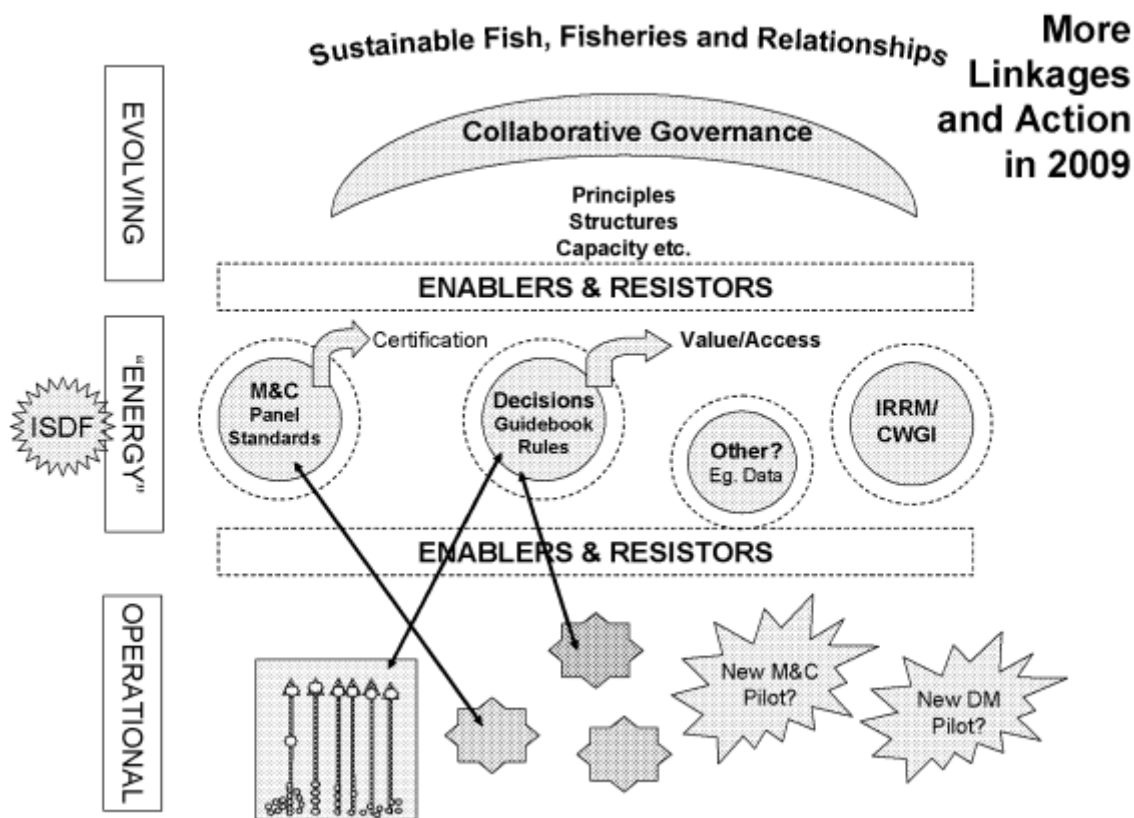 Sustainable Fish, Fisheries and Relationships
More
Linkages
and Action
in 2009
EVOLVING
Collaborative Governance
Principles
Structures
Capacity etc.
ENABLERS & RESISTORS
"ENERGY"
ISDF
M&C
Panel
Standards
Certification
Decisions
Guidebook
Rules
Value/Access
Other?
Eg. Data
IRRM/
CWGI
ENABLERS & RESISTORS
OPERATIONAL
New M&C
Pilot?
New DM
Pilot?